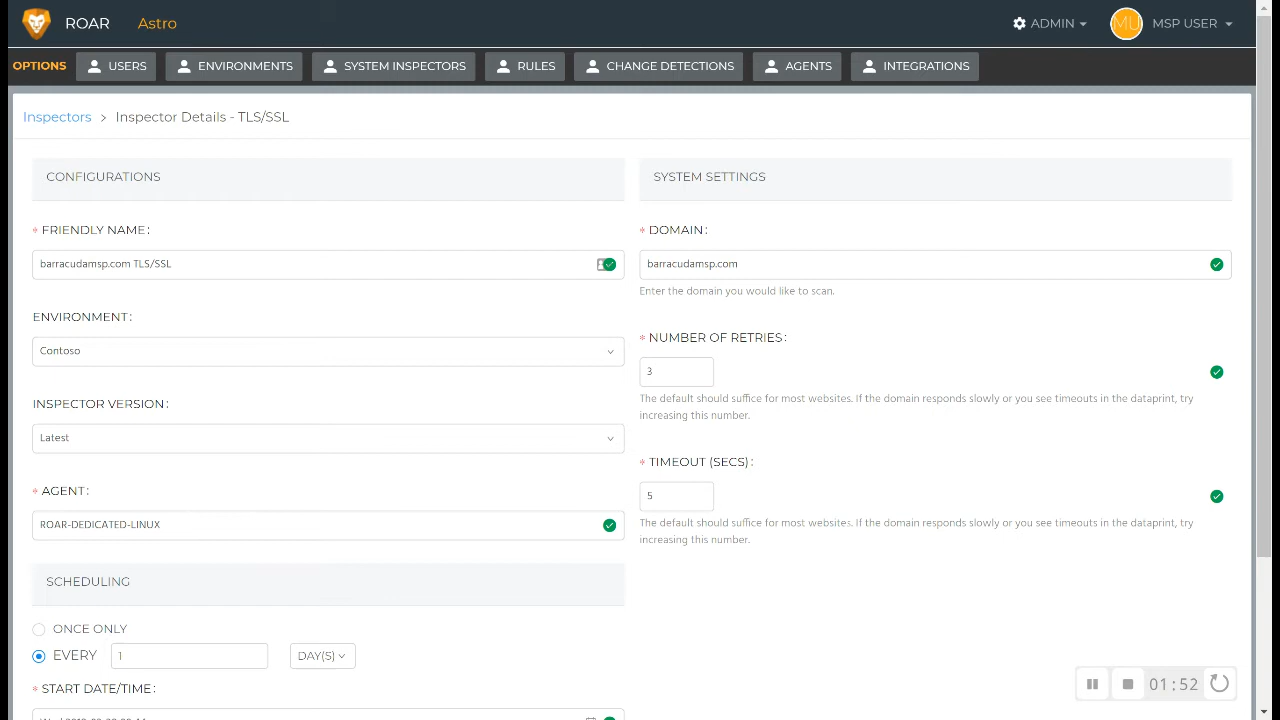 ROAR Astro ADMIN MU MSP USER
OPTIONS USERS ENVIRONMENTS SYSTEM INSPECTORS RULES CHANGE DETECTIONS AGENTS INTEGRATIONS
Inspectors > Inspector Details - TLS/SSL
CONFIGURATIONS
* FRIENDLY NAME:
barracudamsp.com TLS/SSL
ENVIRONMENT:
Contoso
INSPECTOR VERSION:
Latest
* AGENT:
ROAR-DEDICATED-LINUX
SCHEDULING
ONCE ONLY
EVERY 1 DAY(S)
* START DATE/TIME:
SYSTEM SETTINGS
* DOMAIN:
barracudamsp.com
Enter the domain you would like to scan.
* NUMBER OF RETRIES:
3
The default should suffice for most websites. If the domain responds slowly or you see timeouts in the dataprint, try
increasing this number.
* TIMEOUT (SECS):
5
The default should suffice for most websites. If the domain responds slowly or you see timeouts in the dataprint, try
increasing this number.
01:52